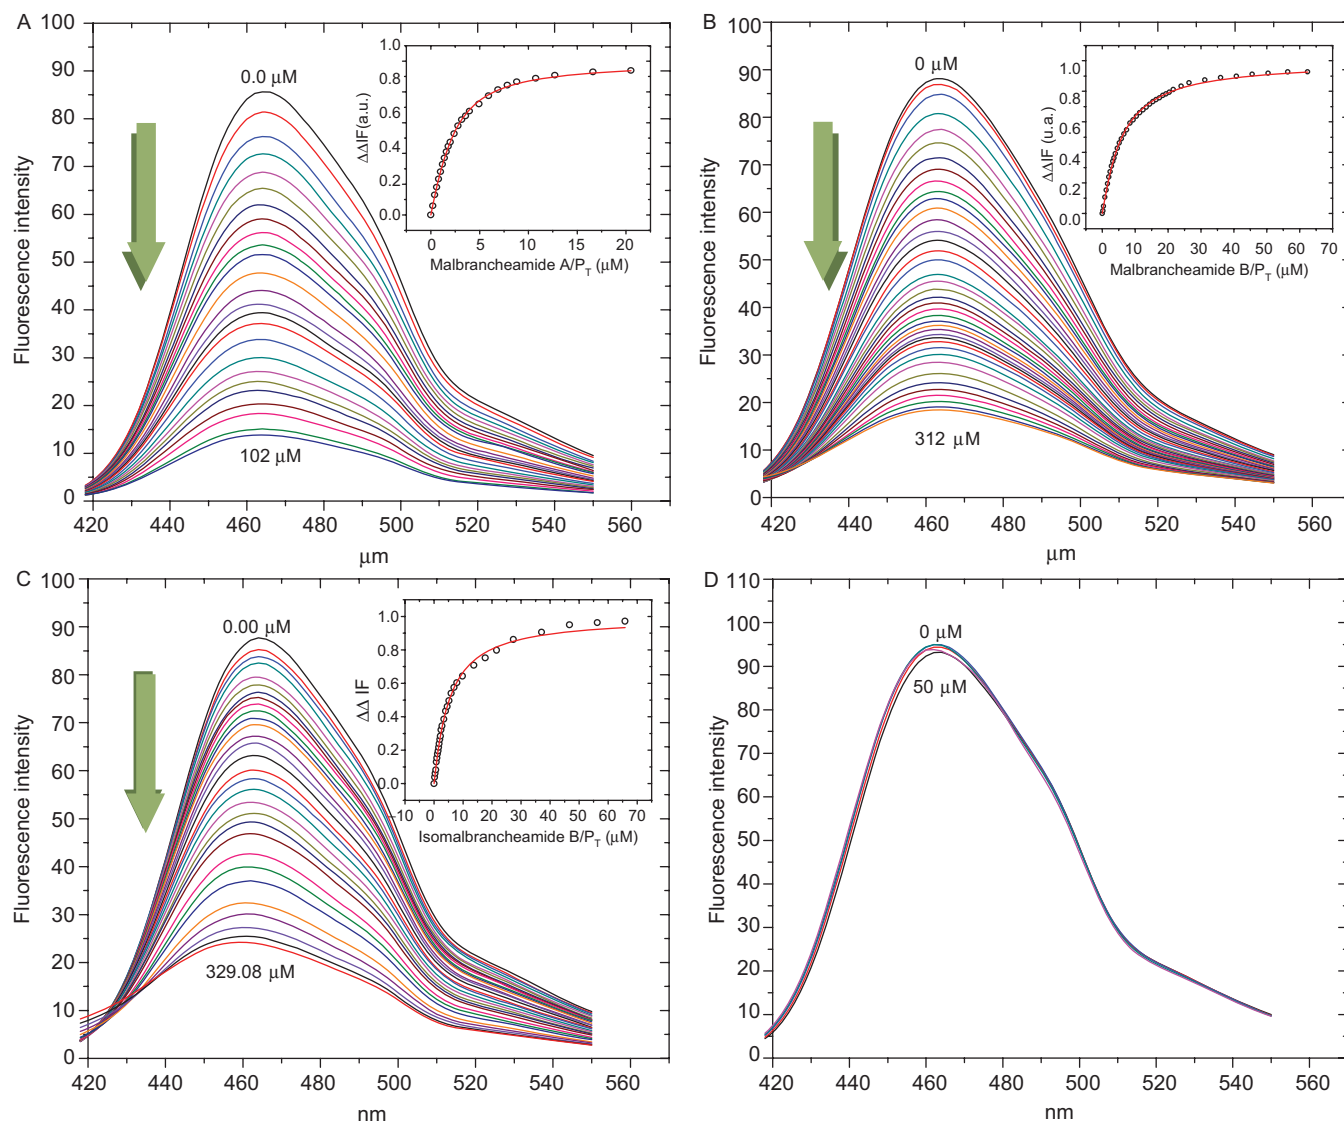 A
Fluorescence intensity
100
90
80
70
60
50
40
30
20
10
0
420 440 460 480 500 520 540 560
μm
0.0 μM
102 μM
ΔΔIF(a.u.)
1.0
0.8
0.6
0.4
0.2
0.0
0 5 10 15 20
Malbrancheamide A/P_T (μM)
B
Fluorescence intensity
100
90
80
70
60
50
40
30
20
10
0
420 440 460 480 500 520 540 560
μm
0 μM
312 μM
ΔΔIF (u.a.)
1.0
0.8
0.6
0.4
0.2
0.0
0 10 20 30 40 50 60 70
Malbrancheamide B/P_T (μM)
C
Fluorescence intensity
100
90
80
70
60
50
40
30
20
10
0
420 440 460 480 500 520 540 560
nm
0.00 μM
329.08 μM
ΔΔ IF
1.0
0.8
0.6
0.4
0.2
0.0
−10 0 10 20 30 40 50 60 75
Isomalbrancheamide B/P_T (μM)
D
Fluorescence intensity
110
100
90
80
70
60
50
40
30
20
10
0
420 440 460 480 500 520 540 560
nm
0 μM
50 μM